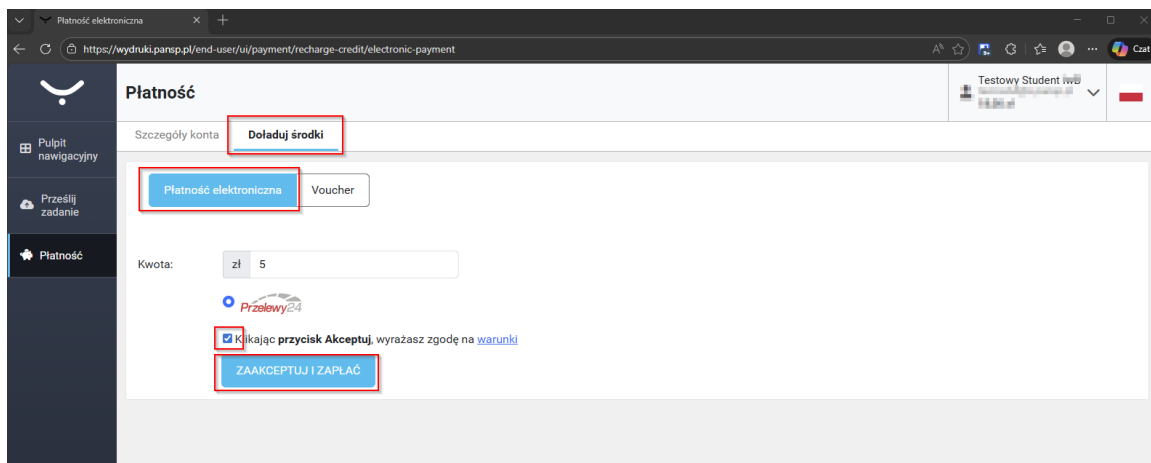 Płatność elektroniczna
https://wydruki.pansp.pl/end-user/ui/payment/recharge-credit/electronic-payment
Czat
Płatność
Testowy Student
Szczegóły konta
Doładuj środki
Pulpit
nawigacyjny
Płatność elektroniczna
Voucher
Prześlij
zadanie
Płatność
Kwota:
zł 5
Przelewy24
Klikając przycisk Akceptuj, wyrażasz zgodę na warunki
ZAAKCEPTUJ I ZAPŁAĆ